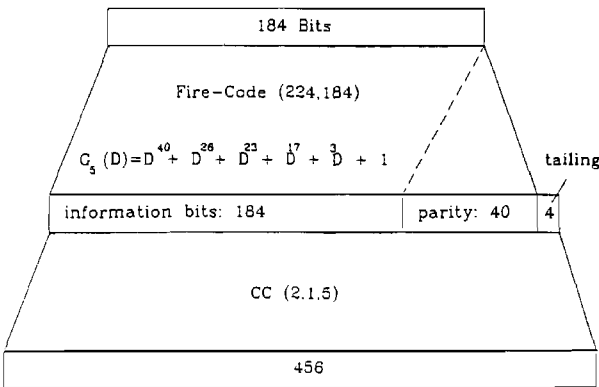 184 Bits
Fire-Code (224,184)
G₅ (D)=D⁴⁰+ D²⁶+ D²³+ D¹⁷+ D³ + 1
tailing
information bits: 184 parity: 40 4
CC (2.1.5)
456